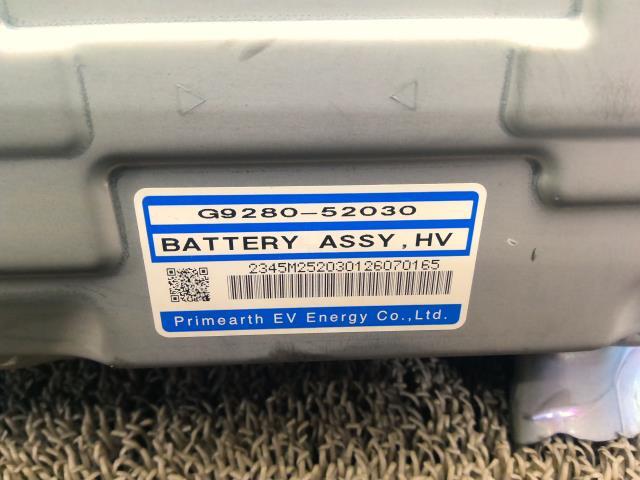 G9280-52030
BATTERY ASSY,HV
2345M252030126070165
Primearth EV Energy Co.,Ltd.